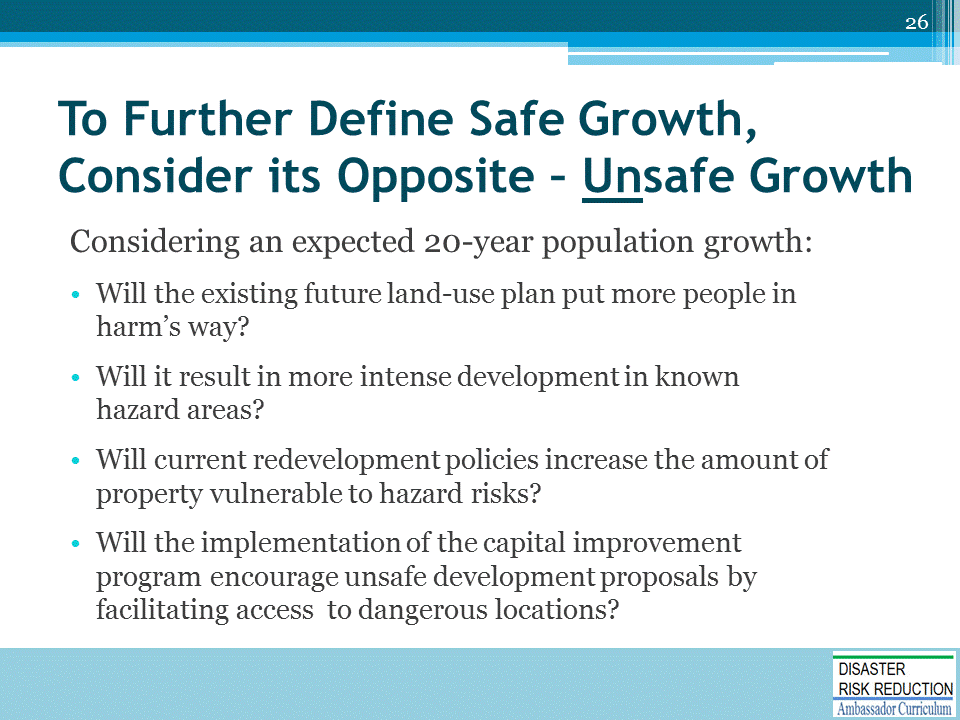 26
To Further Define Safe Growth,
Consider its Opposite – Unsafe Growth
Considering an expected 20-year population growth:
• Will the existing future land-use plan put more people in
harm’s way?
• Will it result in more intense development in known
hazard areas?
• Will current redevelopment policies increase the amount of
property vulnerable to hazard risks?
• Will the implementation of the capital improvement
program encourage unsafe development proposals by
facilitating access  to dangerous locations?
DISASTER
RISK REDUCTION
Ambassador Curriculum